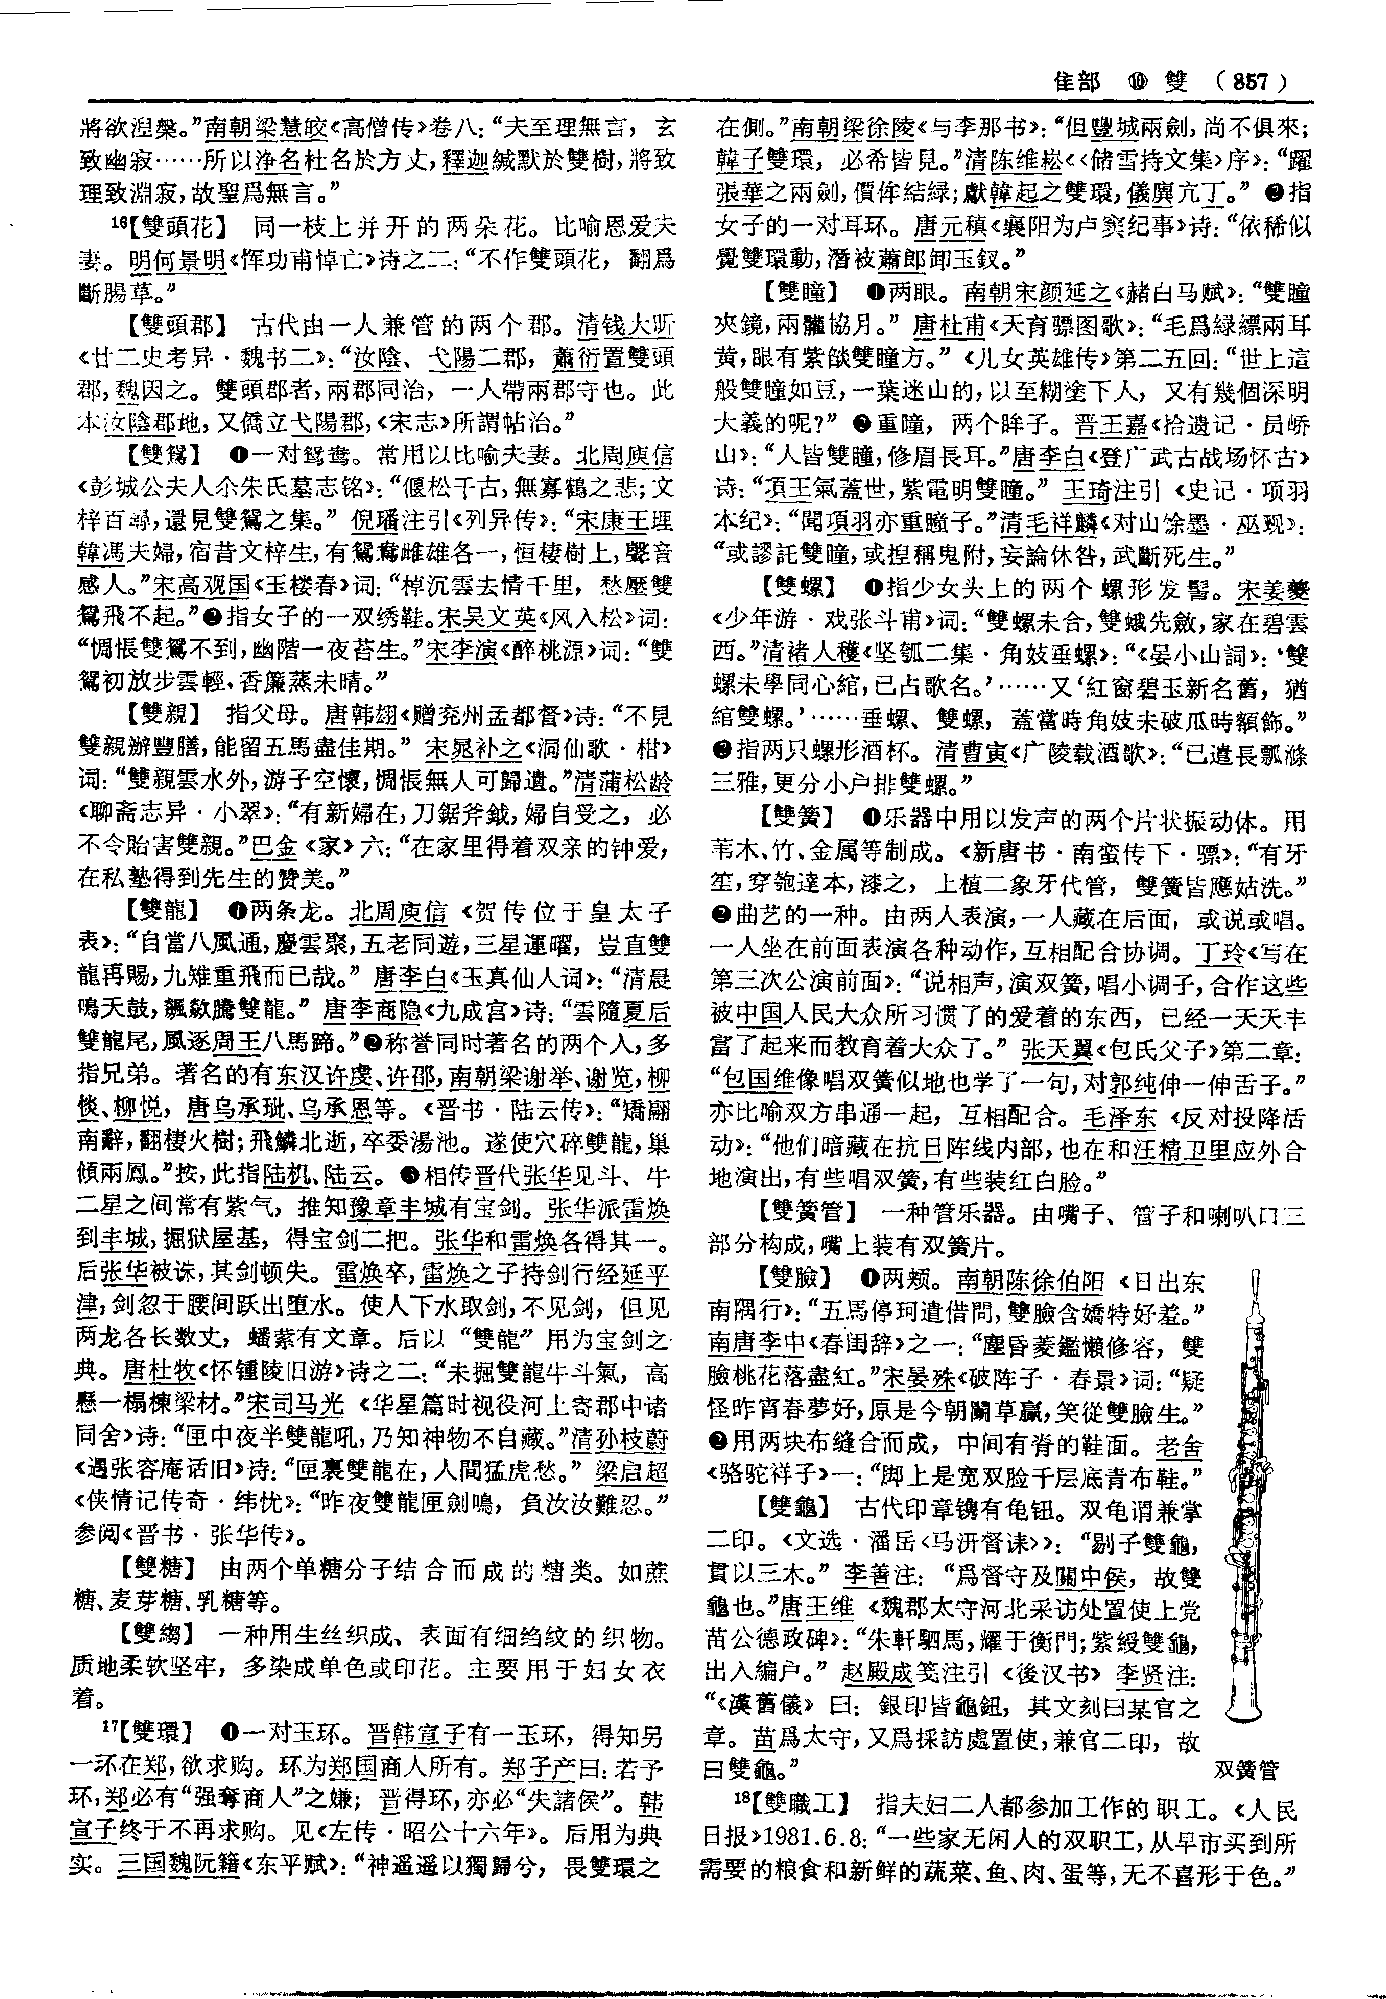 隹部 ⑩ 雙 （857）
將欲涅槃。”南朝梁慧皎《高僧传》卷八：“夫至理無言，玄
致幽寂……所以净名杜名於方丈，釋迦缄默於雙樹，將致
理致淵寂，故聖爲無言。”
16【雙頭花】 同一枝上并开的两朵花。比喻恩爱夫
妻。明何景明《恽功甫悼亡》诗之二：“不作雙頭花，翻爲
斷腸草。”
【雙頭郡】 古代由一人兼管的两个郡。清钱大昕
《廿二史考异·魏书二》：“汝陰、弋陽二郡，蕭衍置雙頭
郡，魏因之。雙頭郡者，兩郡同治，一人帶兩郡守也。此
本汝陰郡地，又僑立弋陽郡，《宋志》所謂帖治。”
【雙鴛】 ❶一对鸳鸯。常用以比喻夫妻。北周庾信
《彭城公夫人尒朱氏墓志铭》：“偃松千古，無寡鶴之悲；文
梓百尋，還見雙鴛之集。”倪璠注引《列异传》：“宋康王埋
韓馮夫婦，宿昔文梓生，有鴛鴦雌雄各一，恒棲樹上，聲音
感人。”宋高观国《玉楼春》词：“棹沉雲去情千里，愁壓雙
鴛飛不起。”❷指女子的一双绣鞋。宋吴文英《风入松》词：
“惆悵雙鴛不到，幽階一夜苔生。”宋李演《醉桃源》词：“雙
鴛初放步雲輕，香簾蒸未晴。”
【雙親】 指父母。唐韩翃《赠兖州孟都督》诗：“不見
雙親辦豐膳，能留五馬盡佳期。”宋晁补之《洞仙歌·柑》
词：“雙親雲水外，游子空懷，惆悵無人可歸遺。”清蒲松龄
《聊斋志异·小翠》：“有新婦在，刀鋸斧鉞，婦自受之，必
不令貽害雙親。”巴金《家》六：“在家里得着双亲的钟爱，
在私塾得到先生的赞美。”
【雙龍】 ❶两条龙。北周庾信《贺传位于皇太子
表》：“自當八風通，慶雲聚，五老同遊，三星運曜，豈直雙
龍再賜，九雉重飛而已哉。”唐李白《玉真仙人词》：“清晨
鳴天鼓，飆欻騰雙龍。”唐李商隐《九成宫》诗：“雲隨夏后
雙龍尾，風逐周王八馬蹄。”❷称誉同时著名的两个人，多
指兄弟。著名的有东汉许虔、许邵，南朝梁谢举、谢览，柳
惔、柳悦，唐乌承玼、乌承恩等。《晋书·陆云传》：“矯翮
南辭，翻棲火樹；飛鱗北逝，卒委湯池。遂使穴碎雙龍，巢
傾兩鳳。”按，此指陆机、陆云。❸相传晋代张华见斗、牛
二星之间常有紫气，推知豫章丰城有宝剑。张华派雷焕
到丰城，掘狱屋基，得宝剑二把。张华和雷焕各得其一。
后张华被诛，其剑顿失。雷焕卒，雷焕之子持剑行经延平
津，剑忽于腰间跃出堕水。使人下水取剑，不见剑，但见
两龙各长数丈，蟠萦有文章。后以“雙龍”用为宝剑之
典。唐杜牧《怀锺陵旧游》诗之二：“未掘雙龍牛斗氣，高
懸一榻棟梁材。”宋司马光《华星篇时视役河上寄郡中诸
同舍》诗：“匣中夜半雙龍吼，乃知神物不自藏。”清孙枝蔚
《遇张容庵话旧》诗：“匣裏雙龍在，人間猛虎愁。”梁启超
《侠情记传奇·纬忧》：“昨夜雙龍匣劍鳴，負汝汝難忍。”
参阅《晋书·张华传》。
【雙糖】 由两个单糖分子结合而成的糖类。如蔗
糖、麦芽糖、乳糖等。
【雙縐】 一种用生丝织成、表面有细绉纹的织物。
质地柔软坚牢，多染成单色或印花。主要用于妇女衣
着。
17【雙環】 ❶一对玉环。晋韩宣子有一玉环，得知另
一环在郑，欲求购。环为郑国商人所有。郑子产曰：若予
环，郑必有“强奪商人”之嫌；晋得环，亦必“失諸侯”。韩
宣子终于不再求购。见《左传·昭公十六年》。后用为典
实。三国魏阮籍《东平赋》：“神遥遥以獨歸兮，畏雙環之
在側。”南朝梁徐陵《与李那书》：“但豐城兩劍，尚不俱來；
韓子雙環，必希皆見。”清陈维崧《〈储雪持文集〉序》：“躍
張華之兩劍，價侔結緑；獻韓起之雙環，儀廙亢丁。”❷指
女子的一对耳环。唐元稹《襄阳为卢窦纪事》诗：“依稀似
覺雙環動，潛被蕭郎卸玉釵。”
【雙瞳】 ❶两眼。南朝宋颜延之《赭白马赋》：“雙瞳
夾鏡，兩顴協月。”唐杜甫《天育骠图歌》：“毛爲緑縹兩耳
黄，眼有紫燄雙瞳方。”《儿女英雄传》第二五回：“世上這
般雙瞳如豆，一葉迷山的，以至糊塗下人，又有幾個深明
大義的呢？”❷重瞳，两个眸子。晋王嘉《拾遗记·员峤
山》：“人皆雙瞳，修眉長耳。”唐李白《登广武古战场怀古》
诗：“項王氣蓋世，紫電明雙瞳。”王琦注引《史记·项羽
本纪》：“聞項羽亦重瞳子。”清毛祥麟《对山馀墨·巫觋》：
“或謬託雙瞳，或揑稱鬼附，妄論休咎，武斷死生。”
【雙螺】 ❶指少女头上的两个螺形发髻。宋姜夔
《少年游·戏张斗甫》词：“雙螺未合，雙蛾先斂，家在碧雲
西。”清褚人穫《坚瓠二集·角妓垂螺》：“《晏小山詞》：‘雙
螺未學同心綰，已占歌名。’……又‘紅窗碧玉新名舊，猶
綰雙螺。’……垂螺、雙螺，蓋當時角妓未破瓜時額飾。”
❷指两只螺形酒杯。清曹寅《广陵载酒歌》：“已遣長瓢滌
三雅，更分小户排雙螺。”
【雙簧】 ❶乐器中用以发声的两个片状振动体。用
苇木、竹、金属等制成。《新唐书·南蛮传下·骠》：“有牙
笙，穿匏達本，漆之，上植二象牙代管，雙簧皆應姑洗。”
❷曲艺的一种。由两人表演，一人藏在后面，或说或唱。
一人坐在前面表演各种动作，互相配合协调。丁玲《写在
第三次公演前面》：“说相声，演双簧，唱小调子，合作这些
被中国人民大众所习惯了的爱着的东西，已经一天天丰
富了起来而教育着大众了。”张天翼《包氏父子》第二章：
“包国维像唱双簧似地也学了一句，对郭纯伸一伸舌子。”
亦比喻双方串通一起，互相配合。毛泽东《反对投降活
动》：“他们暗藏在抗日阵线内部，也在和汪精卫里应外合
地演出，有些唱双簧，有些装红白脸。”
【雙簧管】 一种管乐器。由嘴子、管子和喇叭口三
部分构成，嘴上装有双簧片。
【雙臉】 ❶两颊。南朝陈徐伯阳《日出东
南隅行》：“五馬停珂遣借問，雙臉含嬌特好羞。”
南唐李中《春闺辞》之一：“塵昏菱鑑懶修容，雙
臉桃花落盡紅。”宋晏殊《破阵子·春景》词：“疑
怪昨宵春夢好，原是今朝鬭草贏，笑從雙臉生。”
❷用两块布缝合而成，中间有脊的鞋面。老舍
《骆驼祥子》一：“脚上是宽双脸千层底青布鞋。”
【雙龜】 古代印章镌有龟钮。双龟谓兼掌
二印。《文选·潘岳〈马汧督诔〉》：“剔子雙龜，
貫以三木。”李善注：“爲督守及關中侯，故雙
龜也。”唐王维《魏郡太守河北采访处置使上党
苗公德政碑》：“朱軒駟馬，耀于衡門；紫綬雙龜，
出入编户。”赵殿成笺注引《後汉书》李贤注：
“《漢舊儀》曰：銀印皆龜鈕，其文刻曰某官之
章。苗爲太守，又爲採訪處置使，兼官二印，故
曰雙龜。”
双簧管
18【雙職工】 指夫妇二人都参加工作的职工。《人民
日报》1981.6.8：“一些家无闲人的双职工，从早市买到所
需要的粮食和新鲜的蔬菜、鱼、肉、蛋等，无不喜形于色。”